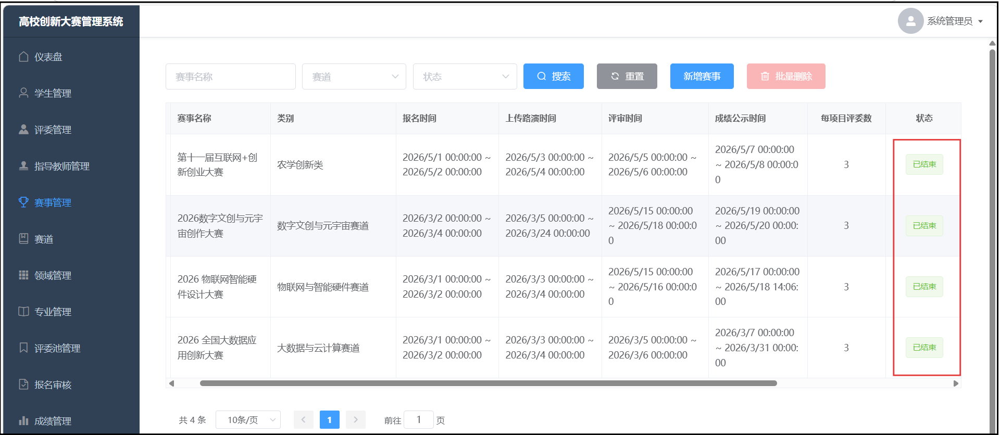 高校创新大赛管理系统
系统管理员
仪表盘
学生管理
评委管理
指导教师管理
赛事管理
赛道
领域管理
专业管理
评委池管理
报名审核
成绩管理
赛事名称 赛道 状态 搜索 重置 新增赛事 批量删除
赛事名称 类别 报名时间 上传路演时间 评审时间 成绩公示时间 每项目评委数 状态
第十一届互联网+创
新创业大赛
农学创新类
2026/5/1 00:00:00 ~
2026/5/2 00:00:00
2026/5/3 00:00:00 ~
2026/5/4 00:00:00
2026/5/5 00:00:00 ~
2026/5/6 00:00:00
2026/5/7 00:00:00
~ 2026/5/8 00:00:0
0
3
已结束
2026数字文创与元宇
宙创作大赛
数字文创与元宇宙赛道
2026/3/2 00:00:00 ~
2026/3/4 00:00:00
2026/3/5 00:00:00 ~
2026/3/24 00:00:00
2026/5/15 00:00:00
~ 2026/5/18 00:00:0
0
2026/5/19 00:00:00
~ 2026/5/20 00:00:
00
3
已结束
2026 物联网智能硬
件设计大赛
物联网与智能硬件赛道
2026/3/1 00:00:00 ~
2026/3/2 00:00:00
2026/3/3 00:00:00 ~
2026/3/4 00:00:00
2026/5/15 00:00:00
~ 2026/5/16 00:00:0
0
2026/5/17 00:00:00
~ 2026/5/18 14:06:
00
3
已结束
2026 全国大数据应
用创新大赛
大数据与云计算赛道
2026/3/1 00:00:00 ~
2026/3/2 00:00:00
2026/3/3 00:00:00 ~
2026/3/4 00:00:00
2026/3/5 00:00:00 ~
2026/3/6 00:00:00
2026/3/7 00:00:00
~ 2026/3/31 00:00:
00
3
已结束
共 4 条 10条/页 1 前往 1 页